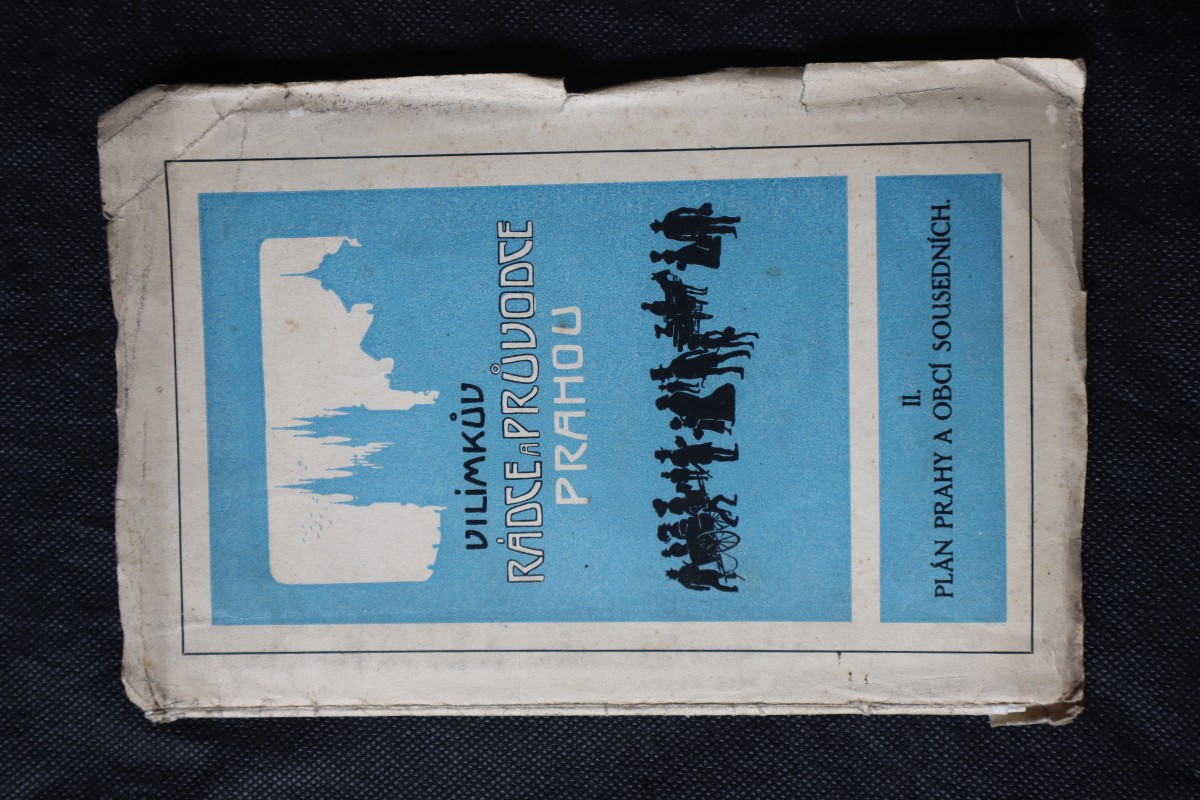 VILÍMKŮV
RÁDCE A PRŮVODCE
PRAHOU
II.
PLÁN PRAHY A OBCÍ SOUSEDNÍCH.